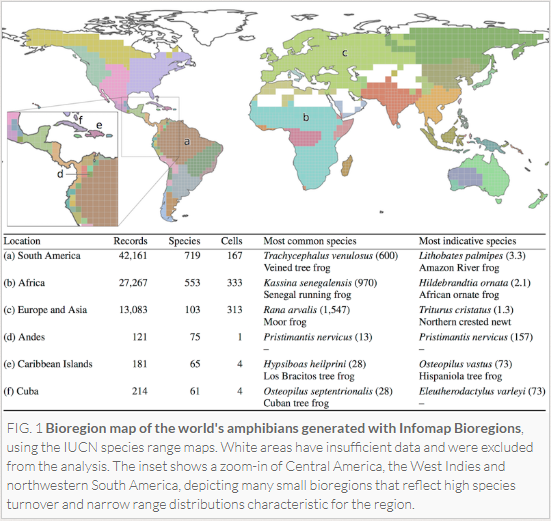 c
b
a
f
e
d
Location Records Species Cells Most common species Most indicative species
(a) South America 42,161 719 167 Trachycephalus venulosus (600) Lithobates palmipes (3.3)
Veined tree frog Amazon River frog
(b) Africa 27,267 553 333 Kassina senegalensis (970) Hildebrandtia ornata (2.1)
Senegal running frog African ornate frog
(c) Europe and Asia 13,083 103 313 Rana arvalis (1,547) Triturus cristatus (1.3)
Moor frog Northern crested newt
(d) Andes 121 75 1 Pristimantis nervicus (13) Pristimantis nervicus (157)
– –
(e) Caribbean Islands 181 65 4 Hypsiboas heilprini (28) Osteopilus vastus (73)
Los Bracitos tree frog Hispaniola tree frog
(f) Cuba 214 61 4 Osteopilus septentrionalis (28) Eleutherodactylus varleyi (73)
Cuban tree frog –
FIG. 1 Bioregion map of the world's amphibians generated with Infomap Bioregions,
using the IUCN species range maps. White areas have insufficient data and were excluded
from the analysis. The inset shows a zoom-in of Central America, the West Indies and
northwestern South America, depicting many small bioregions that reflect high species
turnover and narrow range distributions characteristic for the region.